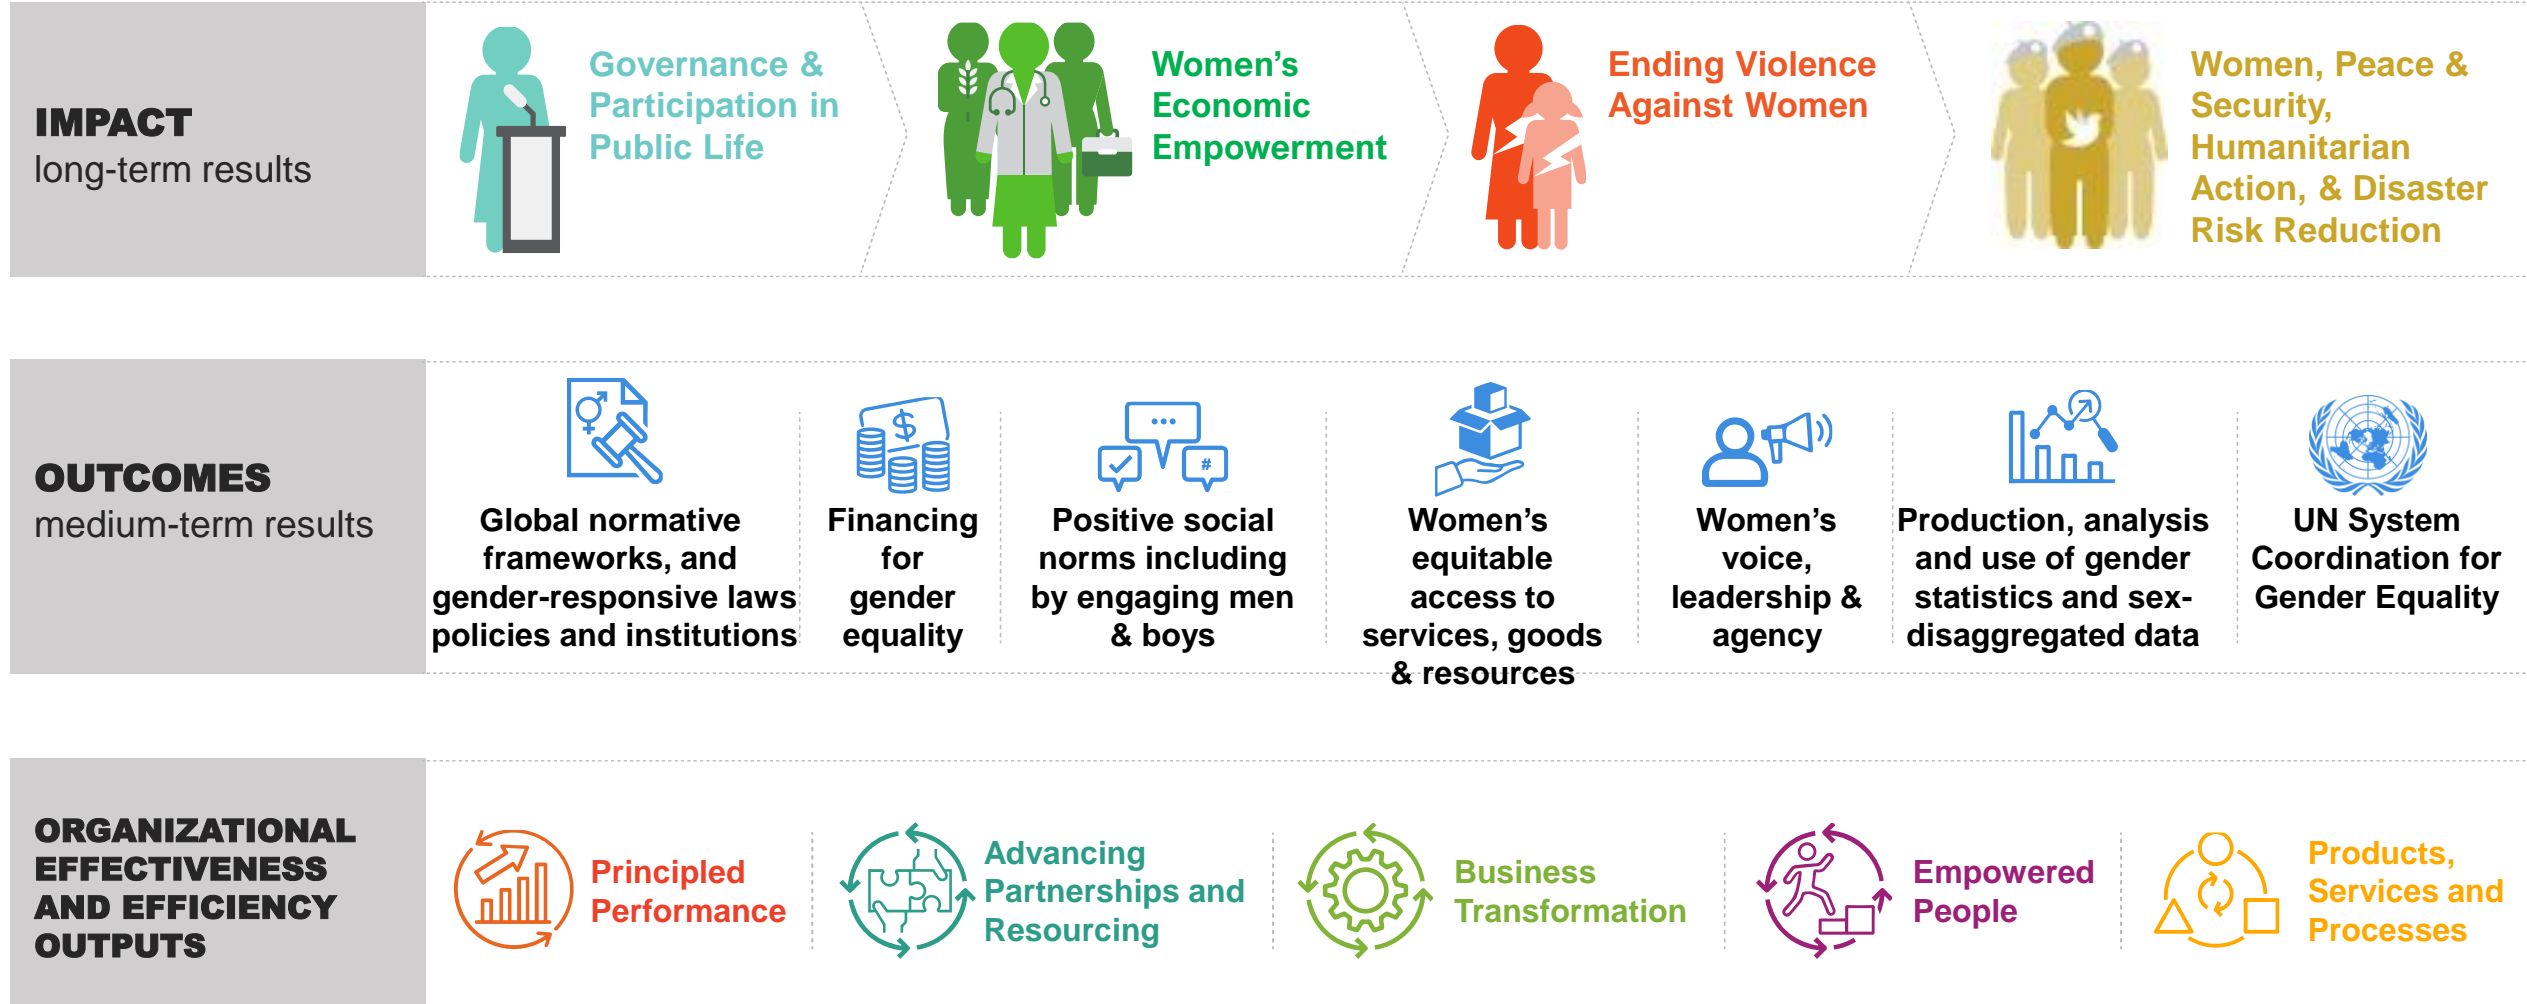 IMPACT
long-term results
Governance &
Participation in
Public Life
Women's
Economic
Empowerment
Ending Violence
Against Women
Women, Peace &
Security,
Humanitarian
Action, & Disaster
Risk Reduction
OUTCOMES
medium-term results
$
...
#
Global normative
frameworks, and
gender-responsive laws
policies and institutions
Financing
for
gender
equality
Positive social
norms including
by engaging men
& boys
Women's
equitable
access to
services, goods
& resources
Women's
voice,
leadership &
agency
Production, analysis
and use of gender
statistics and sex-
disaggregated data
UN System
Coordination for
Gender Equality
ORGANIZATIONAL
EFFECTIVENESS
AND EFFICIENCY
OUTPUTS
Principled
Performance
Advancing
Partnerships and
Resourcing
Business
Transformation
Empowered
People
Products,
Services and
Processes